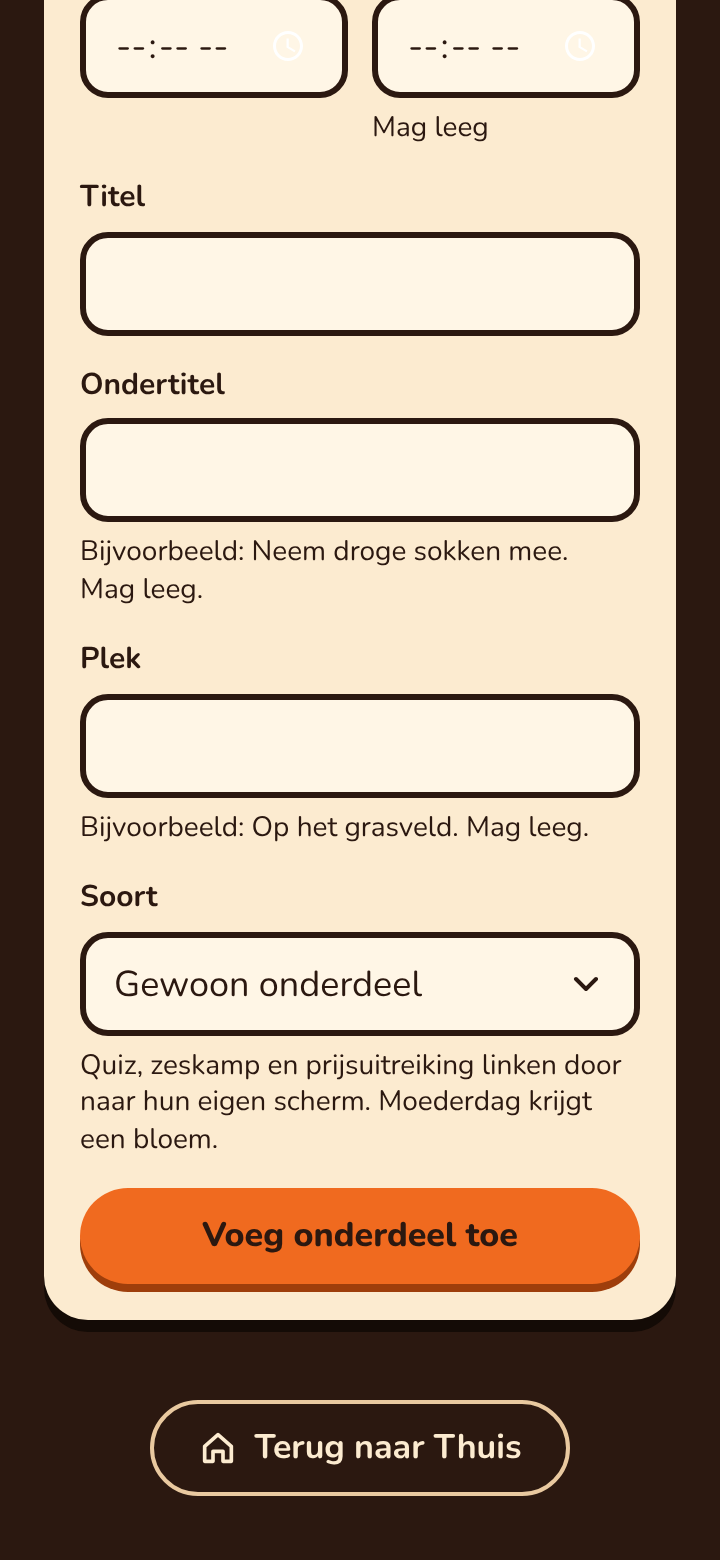 --:-- -- --:-- --
Mag leeg
Titel
Ondertitel
Bijvoorbeeld: Neem droge sokken mee.
Mag leeg.
Plek
Bijvoorbeeld: Op het grasveld. Mag leeg.
Soort
Gewoon onderdeel
Quiz, zeskamp en prijsuitreiking linken door
naar hun eigen scherm. Moederdag krijgt
een bloem.
Voeg onderdeel toe
Terug naar Thuis